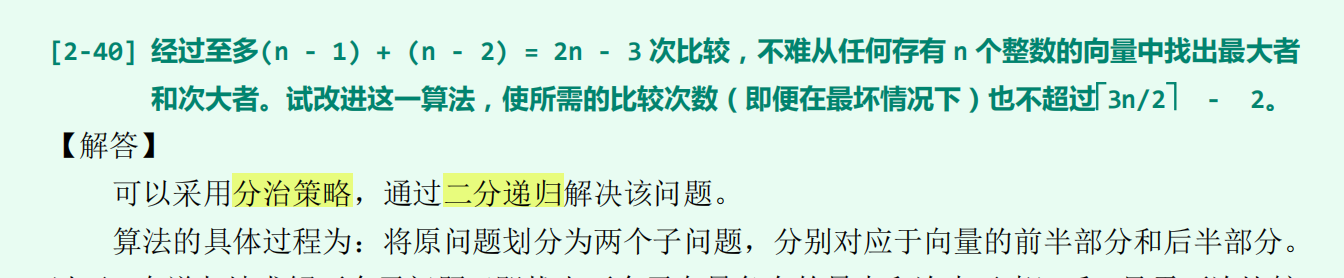 [2-40] 经过至多(n - 1) + (n - 2) = 2n - 3 次比较，不难从任何存有 n 个整数的向量中找出最大者
和次大者。试改进这一算法，使所需的比较次数（即便在最坏情况下）也不超过⌈3n/2⌉ - 2。
【解答】
可以采用分治策略，通过二分递归解决该问题。
算法的具体过程为：将原问题划分为两个子问题，分别对应于向量的前半部分和后半部分。